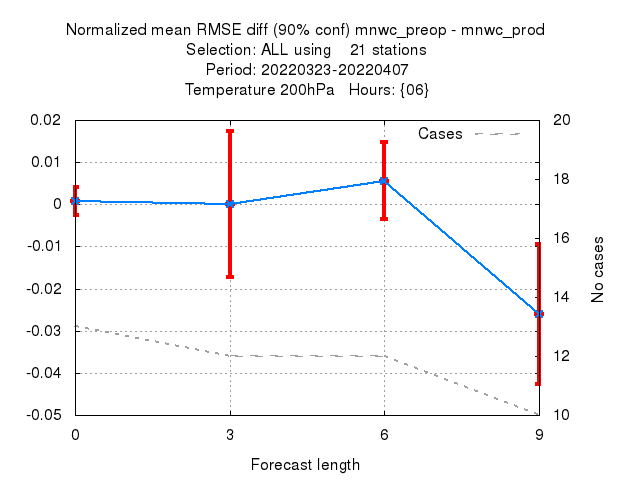 Normalized mean RMSE diff (90% conf) mnwc_preop - mnwc_prod
Selection: ALL using 21 stations
Period: 20220323-20220407
Temperature 200hPa Hours: {06}
0.02
0.01
0
-0.01
-0.02
-0.03
-0.04
-0.05
Cases
20
18
16
14
12
10
No cases
0
3
6
9
Forecast length